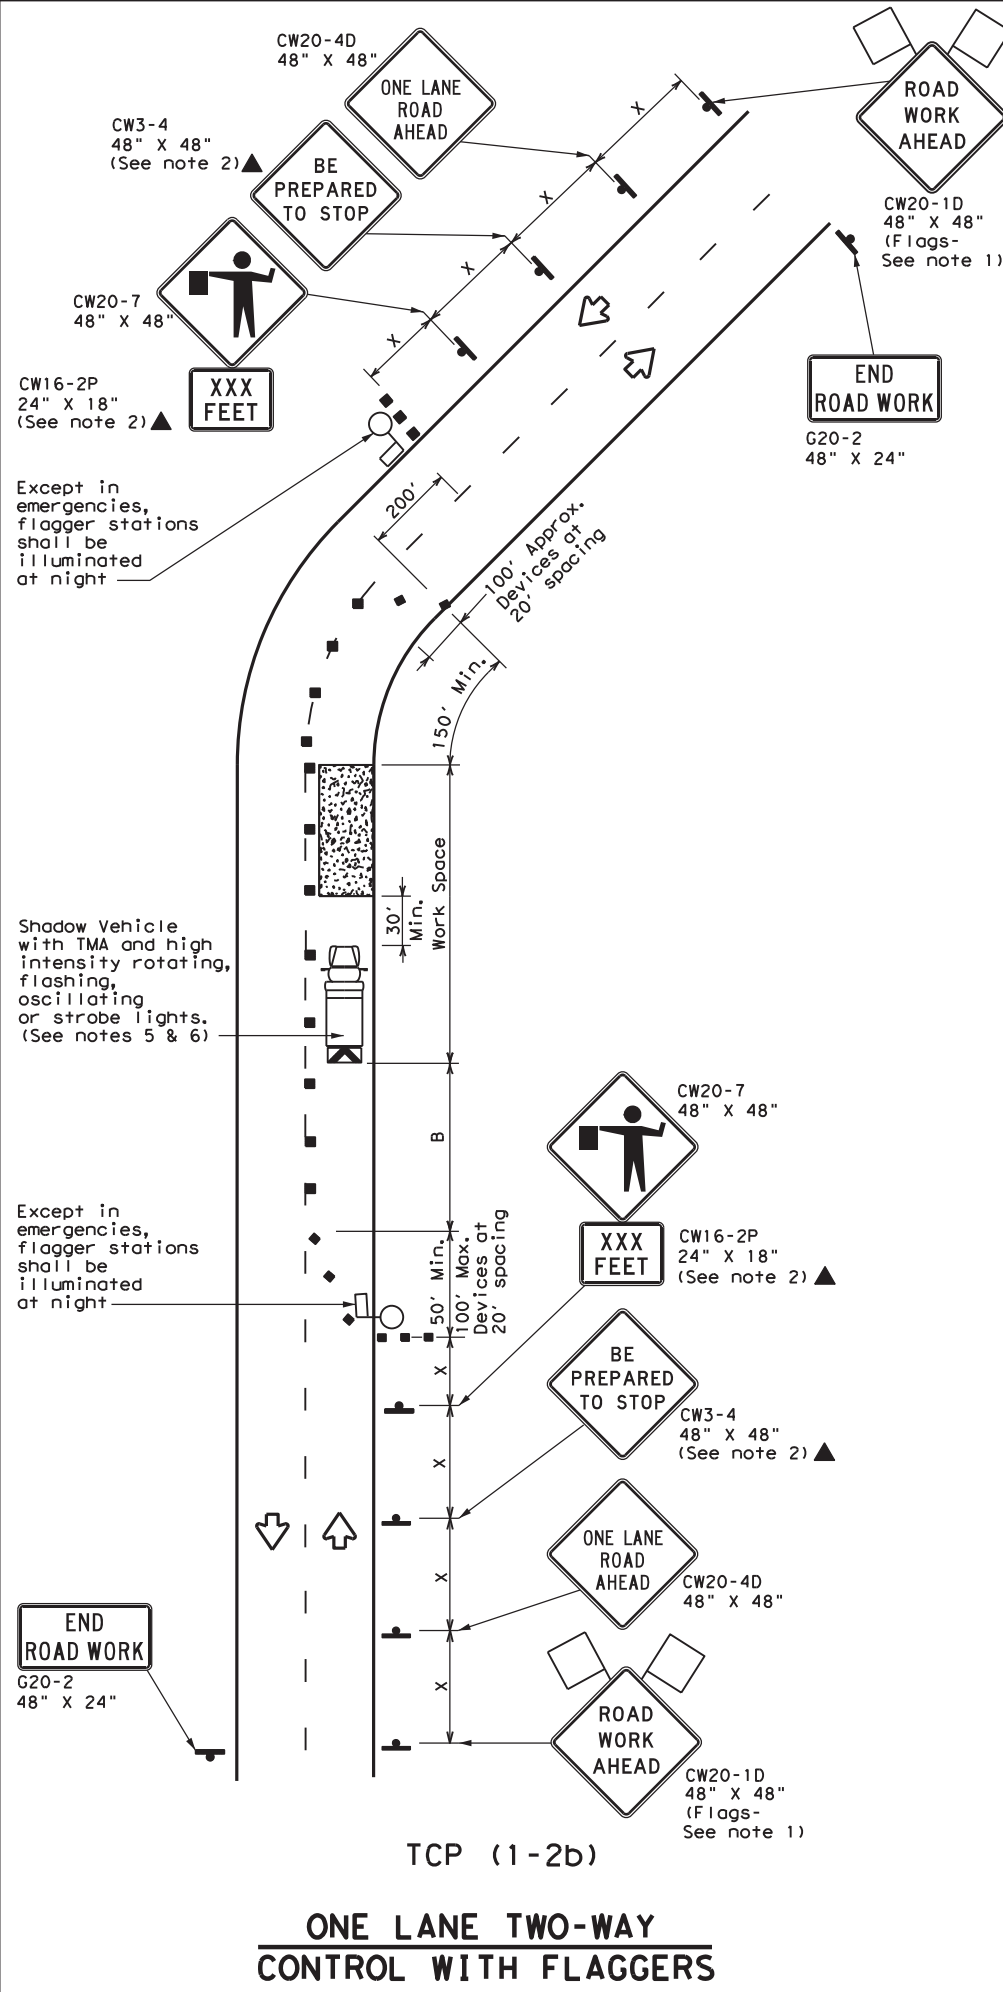 CW20-4D
48" X 48"
ONE LANE
ROAD
AHEAD
ROAD
WORK
AHEAD
CW20-1D
48" X 48"
(Flags-
See note 1)
X
CW3-4
48" X 48"
(See note 2)
BE
PREPARED
TO STOP
X
X
CW20-7
48" X 48"
X
CW16-2P
24" X 18"
(See note 2)
XXX
FEET
END
ROAD WORK
G20-2
48" X 24"
Except in
emergencies,
flagger stations
shall be
illuminated
at night
200'
100' Approx.
Devices at
20' spacing
150' Min.
Work Space
30'
Min.
Shadow Vehicle
with TMA and high
intensity rotating,
flashing,
oscillating
or strobe lights.
(See notes 5 & 6)
B
CW20-7
48" X 48"
Except in
emergencies,
flagger stations
shall be
illuminated
at night
50' Min.
100' Max.
Devices at
20' spacing
XXX
FEET
CW16-2P
24" X 18"
(See note 2)
X
BE
PREPARED
TO STOP
CW3-4
48" X 48"
(See note 2)
X
ONE LANE
ROAD
AHEAD
CW20-4D
48" X 48"
X
END
ROAD WORK
G20-2
48" X 24"
X
ROAD
WORK
AHEAD
CW20-1D
48" X 48"
(Flags-
See note 1)
TCP (1-2b)
ONE LANE TWO-WAY
CONTROL WITH FLAGGERS